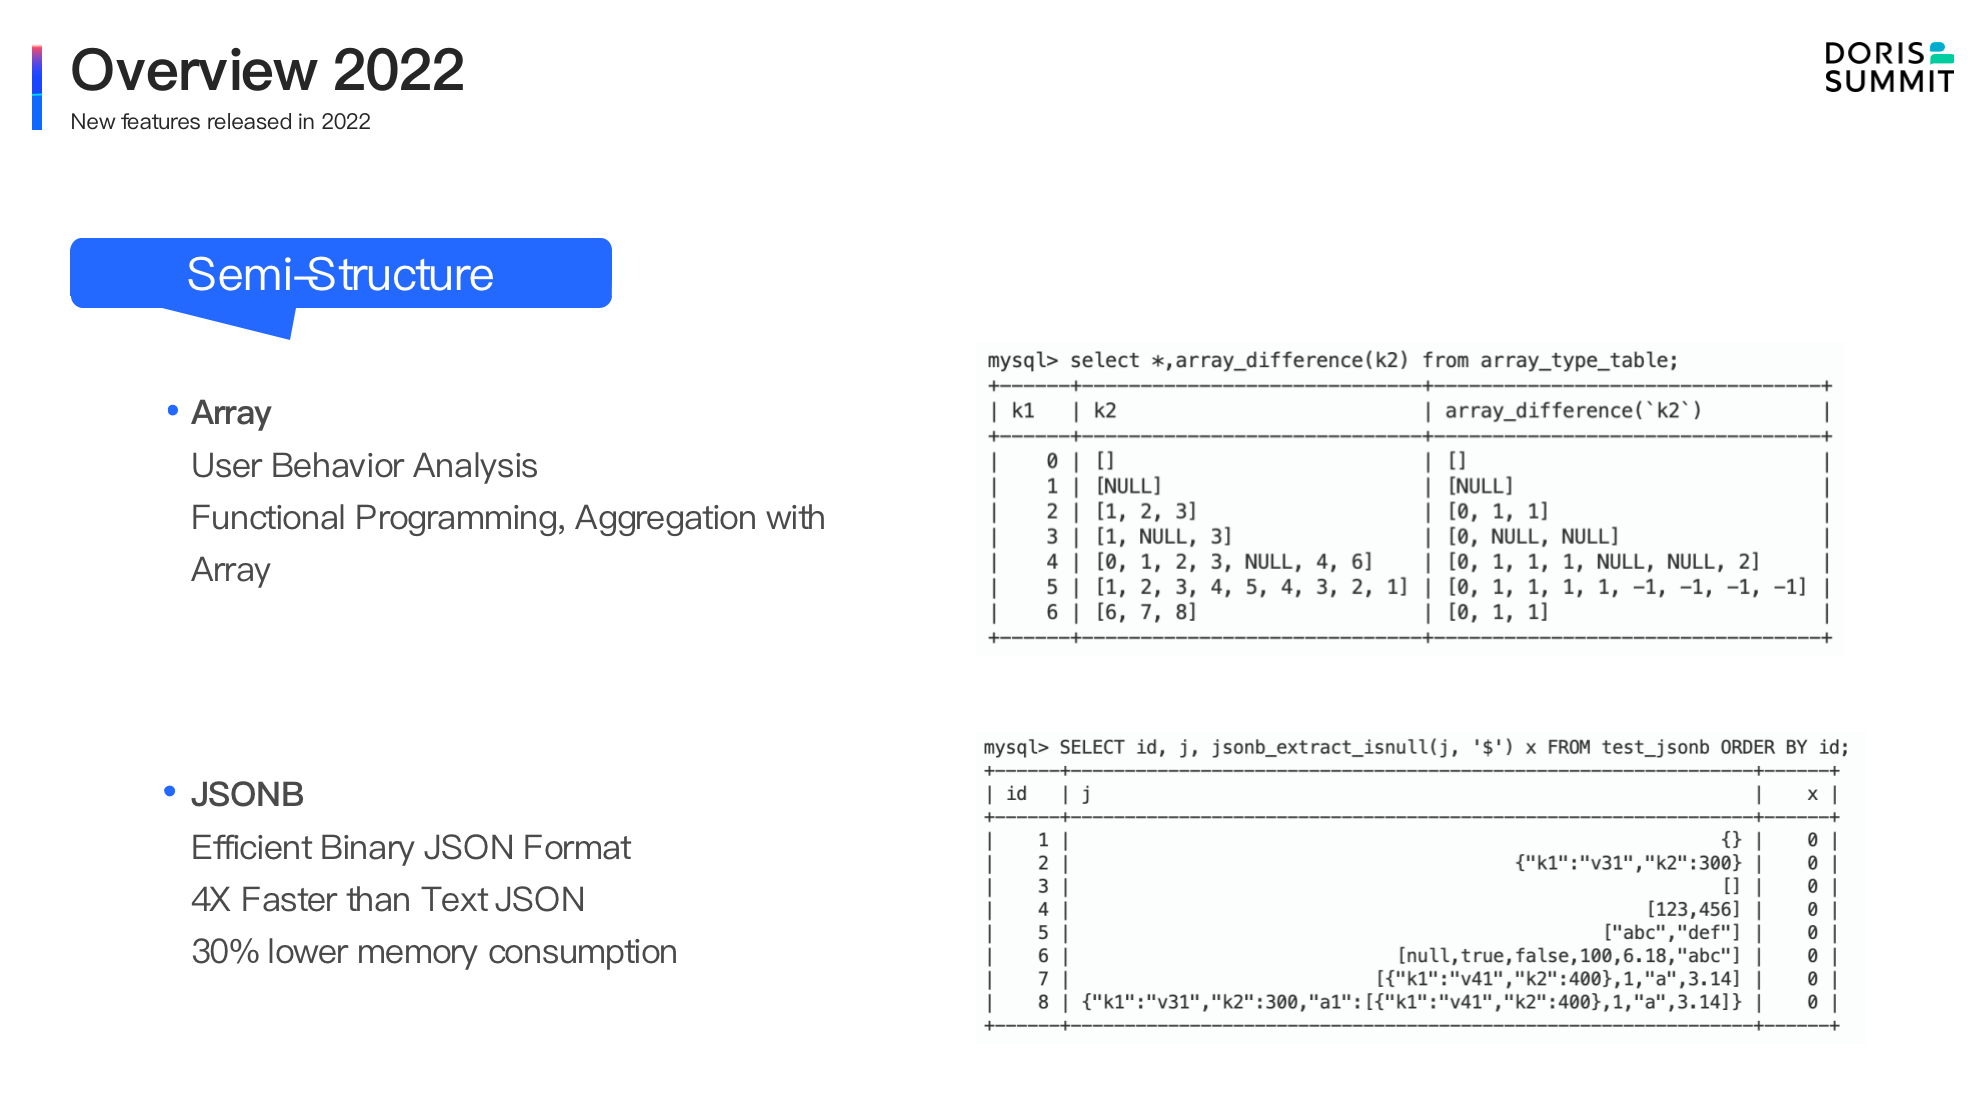 Overview 2022
New features released in 2022
DORIS
SUMMIT
Semi-Structure
• Array
User Behavior Analysis
Functional Programming, Aggregation with
Array
mysql> select *,array_difference(k2) from array_type_table;
+------+-----------------------------+---------------------------------+
| k1   | k2                          | array_difference(`k2`)          |
+------+-----------------------------+---------------------------------+
|    0 | []                          | []                              |
|    1 | [NULL]                      | [NULL]                          |
|    2 | [1, 2, 3]                   | [0, 1, 1]                       |
|    3 | [1, NULL, 3]                | [0, NULL, NULL]                 |
|    4 | [0, 1, 2, 3, NULL, 4, 6]    | [0, 1, 1, 1, NULL, NULL, 2]     |
|    5 | [1, 2, 3, 4, 5, 4, 3, 2, 1] | [0, 1, 1, 1, 1, -1, -1, -1, -1] |
|    6 | [6, 7, 8]                   | [0, 1, 1]                       |
+------+-----------------------------+---------------------------------+
• JSONB
Efficient Binary JSON Format
4X Faster than Text JSON
30% lower memory consumption
mysql> SELECT id, j, jsonb_extract_isnull(j, '$') x FROM test_jsonb ORDER BY id;
+------+---------------------------------------------------------------+------+
| id   | j                                                             |    x |
+------+---------------------------------------------------------------+------+
|    1 |                                                            {} |    0 |
|    2 |                                         {"k1":"v31","k2":300} |    0 |
|    3 |                                                            [] |    0 |
|    4 |                                                     [123,456] |    0 |
|    5 |                                                 ["abc","def"] |    0 |
|    6 |                              [null,true,false,100,6.18,"abc"] |    0 |
|    7 |                            [{"k1":"v41","k2":400},1,"a",3.14] |    0 |
|    8 | {"k1":"v31","k2":300,"a1":[{"k1":"v41","k2":400},1,"a",3.14]} |    0 |
+------+---------------------------------------------------------------+------+